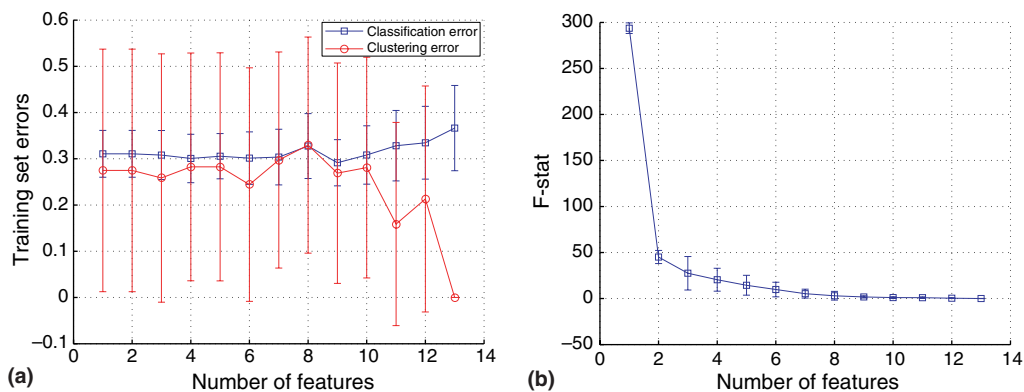 Training set errors
0.6
0.5
0.4
0.3
0.2
0.1
0
–0.1
Classification error
Clustering error
0 2 4 6 8 10 12 14
(a) Number of features
F-stat
300
250
200
150
100
50
0
–50
0 2 4 6 8 10 12 14
(b) Number of features